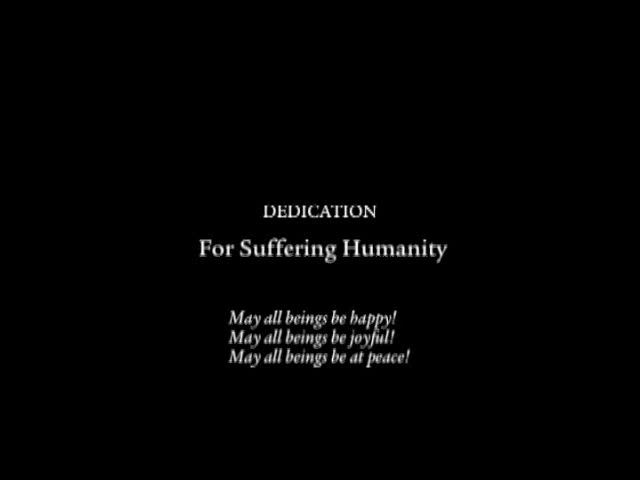 DEDICATION
For Suffering Humanity
May all beings be happy!
May all beings be joyful!
May all beings be at peace!